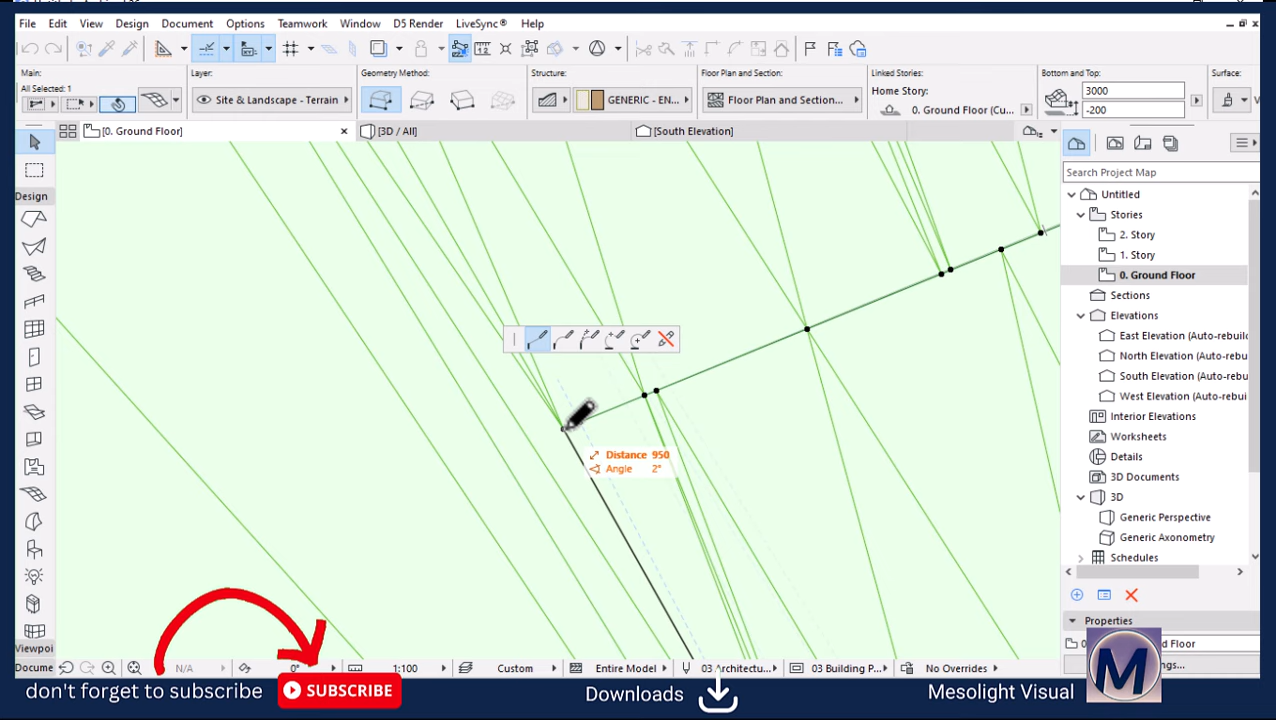 File Edit View Design Document Options Teamwork Window D5 Render LiveSync® Help
Main: Layer: Geometry Method: Structure: Floor Plan and Section: Linked Stories: Bottom and Top: Surface:
All Selected: 1
Site & Landscape - Terrain
GENERIC - EN...
Floor Plan and Section...
Home Story:
0. Ground Floor (Cu...
3000
-200
[0. Ground Floor]
[3D / All]
[South Elevation]
Search Project Map
Design
Untitled
Stories
2. Story
1. Story
0. Ground Floor
Sections
Elevations
East Elevation (Auto-rebuil
North Elevation (Auto-rebui
South Elevation (Auto-rebui
West Elevation (Auto-rebui
Interior Elevations
Worksheets
Details
3D Documents
3D
Generic Perspective
Generic Axonometry
Schedules
Distance 950
Angle 2°
Properties
Viewpoi
Docume
N/A
0°
1:100
Custom
Entire Model
03 Architectu...
03 Building P...
No Overrides
don't forget to subscribe
SUBSCRIBE
Downloads
Mesolight Visual
M